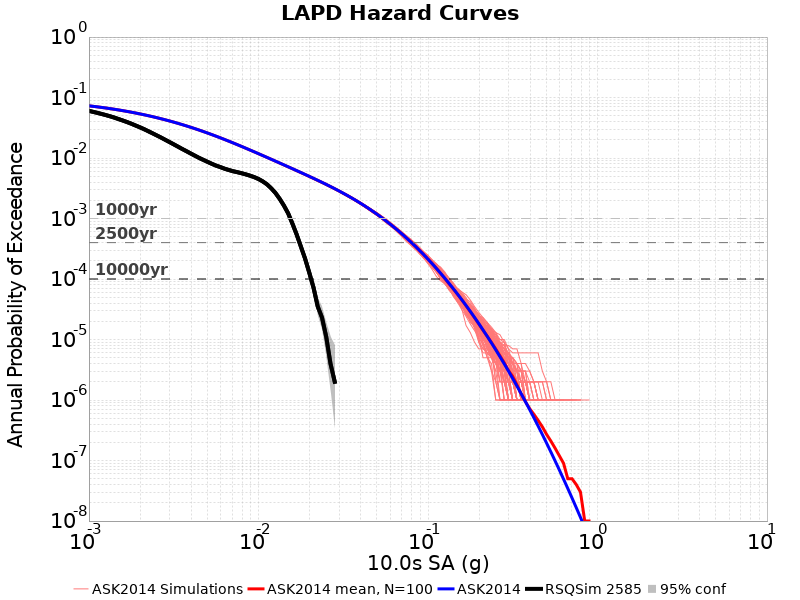 LAPD Hazard Curves
Annual Probability of Exceedance
10^0
10^-1
10^-2
10^-3
10^-4
10^-5
10^-6
10^-7
10^-8
1000yr
2500yr
10000yr
10^-3 10^-2 10^-1 10^0 10^1
10.0s SA (g)
ASK2014 Simulations ASK2014 mean, N=100 ASK2014 RSQSim 2585 95% conf